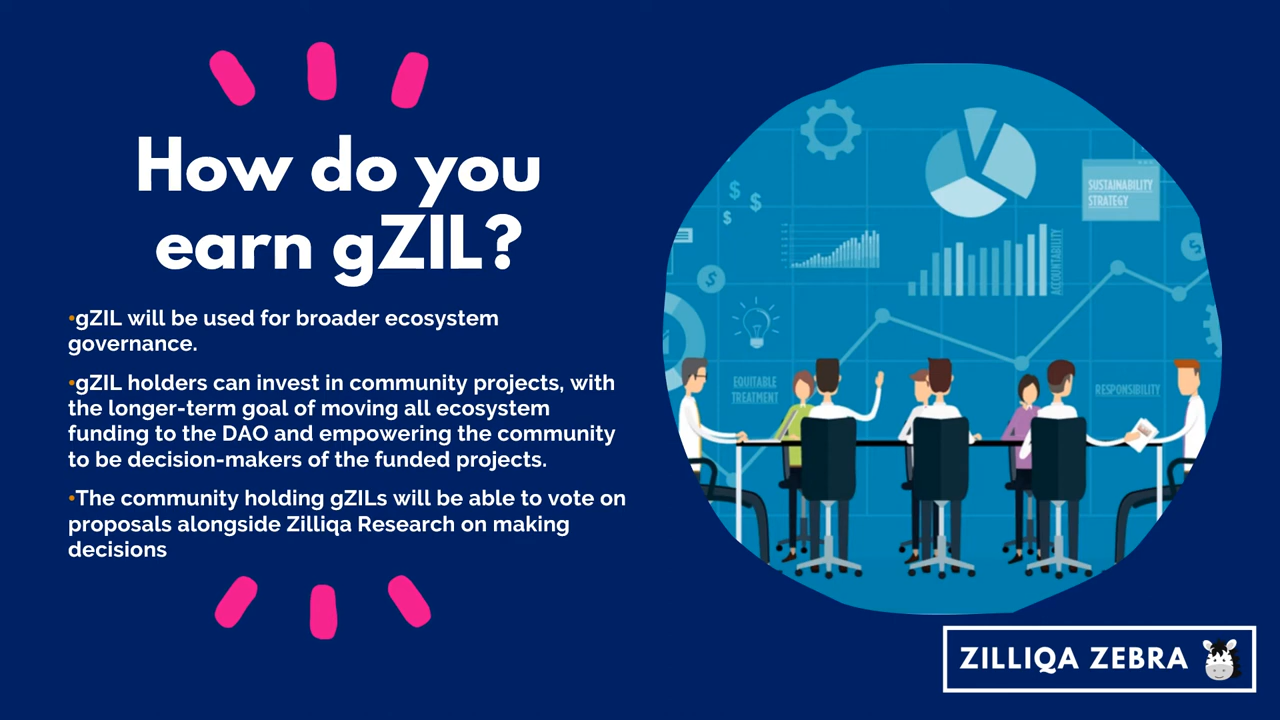 How do you
earn gZIL?
•gZIL will be used for broader ecosystem
governance.
•gZIL holders can invest in community projects, with
the longer-term goal of moving all ecosystem
funding to the DAO and empowering the community
to be decision-makers of the funded projects.
•The community holding gZILs will be able to vote on
proposals alongside Zilliqa Research on making
decisions
SUSTAINABILITY
STRATEGY
ACCOUNTABILITY
EQUITABLE
TREATMENT
RESPONSIBILITY
ZILLIQA ZEBRA